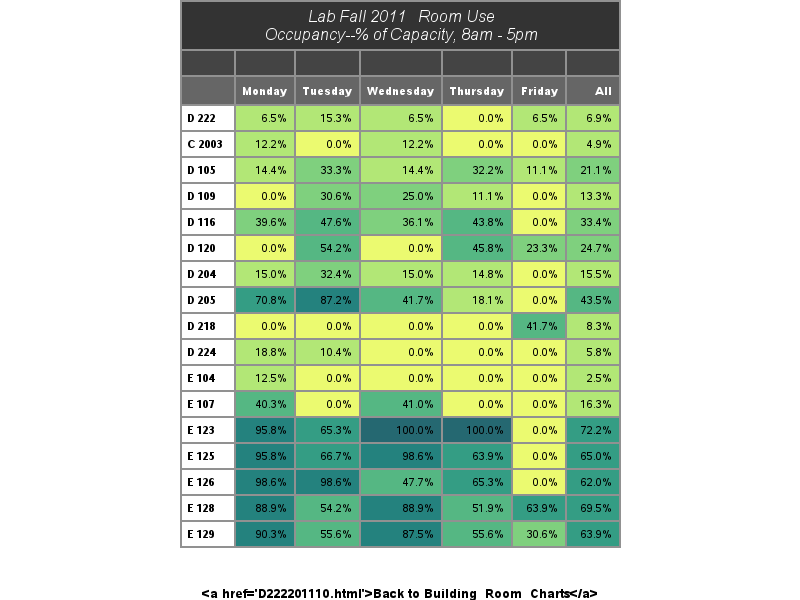 Lab Fall 2011 Room Use
Occupancy--% of Capacity, 8am - 5pm
Monday Tuesday Wednesday Thursday Friday All
D 222 6.5% 15.3% 6.5% 0.0% 6.5% 6.9%
C 2003 12.2% 0.0% 12.2% 0.0% 0.0% 4.9%
D 105 14.4% 33.3% 14.4% 32.2% 11.1% 21.1%
D 109 0.0% 30.6% 25.0% 11.1% 0.0% 13.3%
D 116 39.6% 47.6% 36.1% 43.8% 0.0% 33.4%
D 120 0.0% 54.2% 0.0% 45.8% 23.3% 24.7%
D 204 15.0% 32.4% 15.0% 14.8% 0.0% 15.5%
D 205 70.8% 87.2% 41.7% 18.1% 0.0% 43.5%
D 218 0.0% 0.0% 0.0% 0.0% 41.7% 8.3%
D 224 18.8% 10.4% 0.0% 0.0% 0.0% 5.8%
E 104 12.5% 0.0% 0.0% 0.0% 0.0% 2.5%
E 107 40.3% 0.0% 41.0% 0.0% 0.0% 16.3%
E 123 95.8% 65.3% 100.0% 100.0% 0.0% 72.2%
E 125 95.8% 66.7% 98.6% 63.9% 0.0% 65.0%
E 126 98.6% 98.6% 47.7% 65.3% 0.0% 62.0%
E 128 88.9% 54.2% 88.9% 51.9% 63.9% 69.5%
E 129 90.3% 55.6% 87.5% 55.6% 30.6% 63.9%
<a href='D222201110.html'>Back to Building_Room_Charts</a>